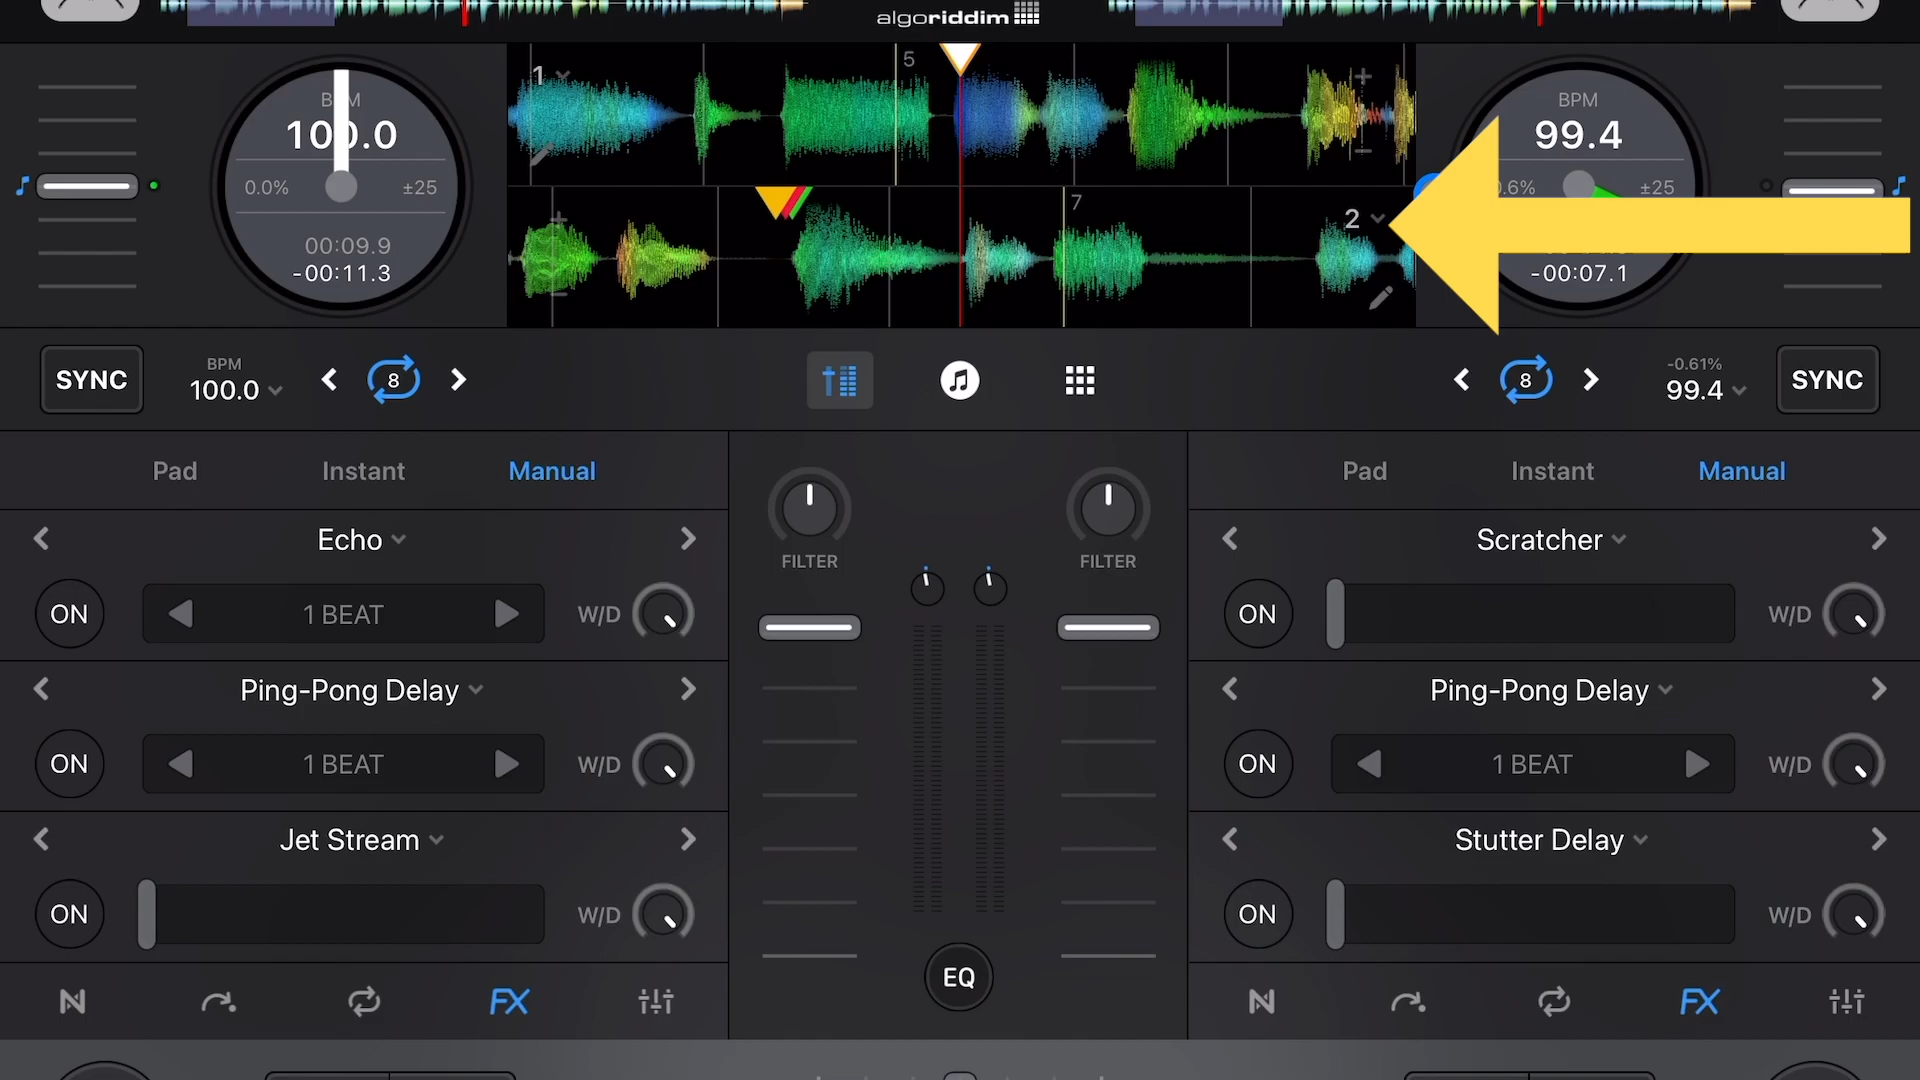 algoriddim
1
5
BPM
100.0
0.0%
±25
00:09.9
-00:11.3
BPM
99.4
0.6%
±25
-00:07.1
7
2
SYNC
BPM
100.0
8
8
-0.61%
99.4
SYNC
Pad
Instant
Manual
Pad
Instant
Manual
Echo
ON
1 BEAT
W/D
Ping-Pong Delay
ON
1 BEAT
W/D
Jet Stream
ON
W/D
FILTER
FILTER
EQ
Scratcher
ON
W/D
Ping-Pong Delay
ON
1 BEAT
W/D
Stutter Delay
ON
W/D
N
FX
N
FX